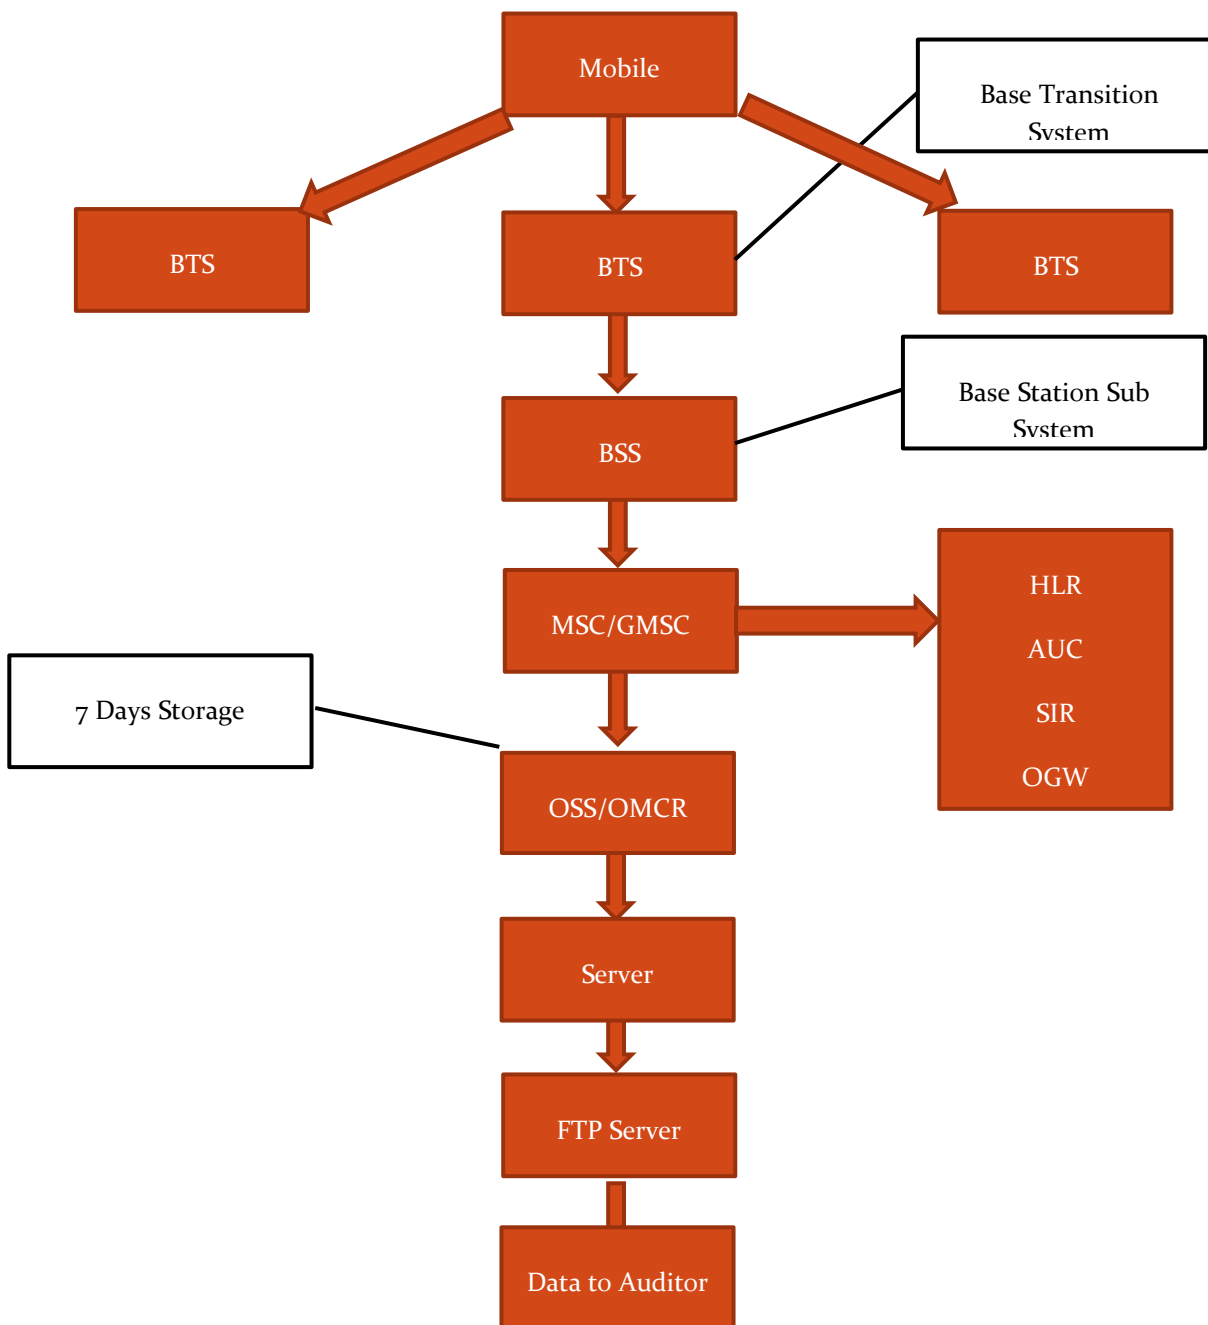 Mobile
Base Transition
System
BTS
BTS
BTS
Base Station Sub
System
BSS
HLR
MSC/GMSC
AUC
7 Days Storage
SIR
OGW
OSS/OMCR
Server
FTP Server
Data to Auditor